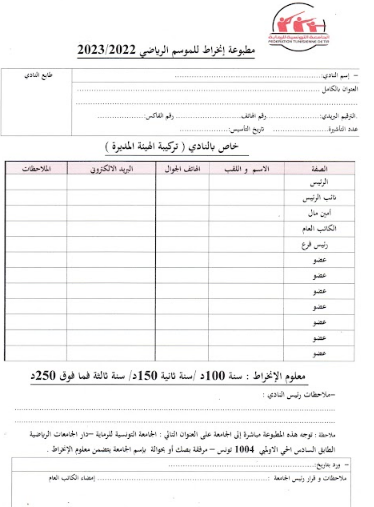 الجامعة التونسية للرماية
FEDERATION TUNISIENNE DE TIR
مطبوعة إنخراط للموسم الرياضي 2023/2022
– إسم النادي: طابع النادي
العنوان بالكامل
الترقيم البريدي: رقم الهاتف. رقم الفاكس:
عدد التأشيرة. تاريخ التأسيس:
خاص بالنادي ( تركيبة الهيئة المديرة )
الصفة الاسم و اللقب الهاتف الجوال البريد الالكتروني الملاحظات
الرئيس
نائب الرئيس
أمين مال
الكاتب العام
رئيس فرع
عضو
عضو
عضو
عضو
عضو
عضو
عضو
معلوم الإنخراط : سنة 100د /سنة ثانية 150د/ سنة ثالثة فما فوق 250د
–ملاحظات رئيس النادي :
ملاحظة : توجه هذه المطبوعة مباشرة إلى الجامعة على العنوان التالي : الجامعة التونسية للرماية –دار الجامعات الرياضية
الطابق السادس الحي الاولمبي 1004 تونس – مرفقة بصك أو بحوالة بإسم الجامعة يتضمن معلوم الإنخراط .
– ورد بتاريخ:
ملاحظات و قرار رئيس الجامعة : إمضاء الكاتب العام